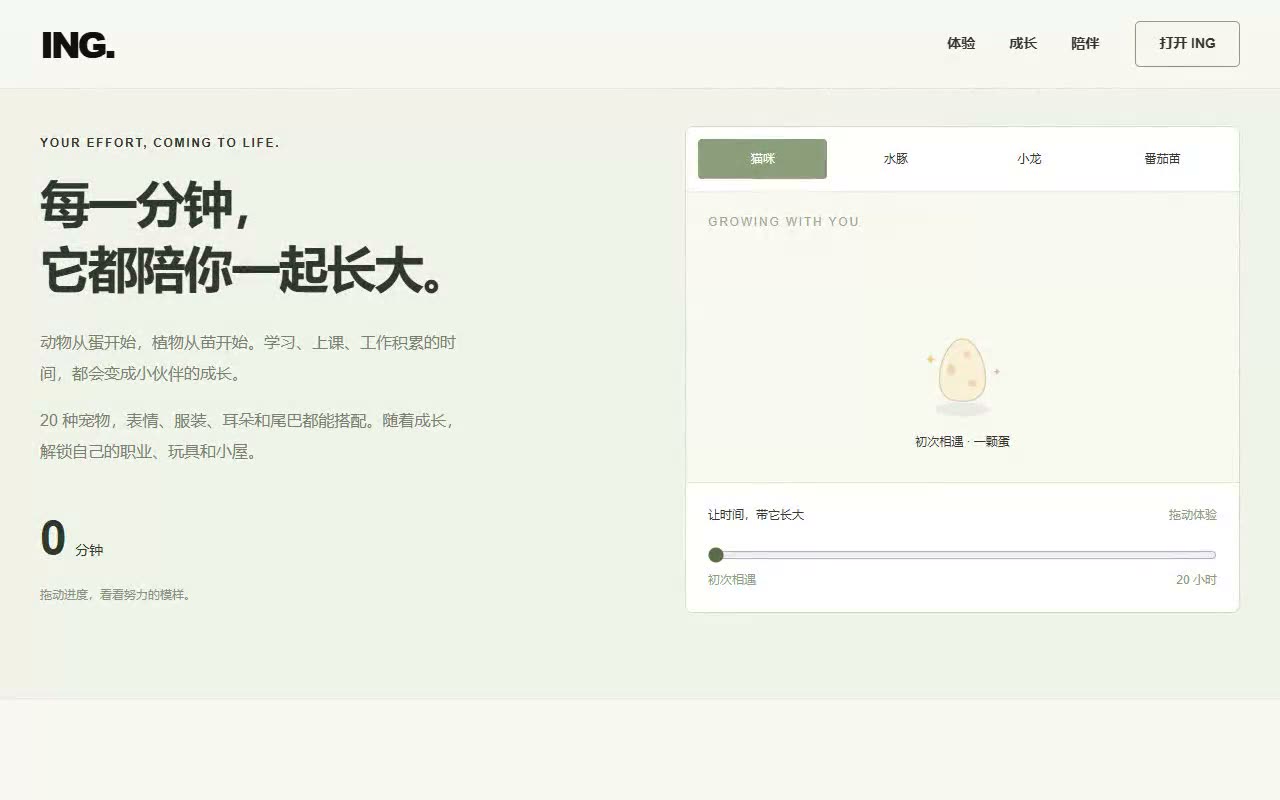 ING.
体验
成长
陪伴
打开 ING
YOUR EFFORT, COMING TO LIFE.
每一分钟，
它都陪你一起长大。
动物从蛋开始，植物从苗开始。学习、上课、工作积累的时
间，都会变成小伙伴的成长。
20 种宠物，表情、服装、耳朵和尾巴都能搭配。随着成长，
解锁自己的职业、玩具和小屋。
0 分钟
拖动进度，看看努力的模样。
猫咪
水豚
小龙
番茄苗
GROWING WITH YOU
初次相遇 · 一颗蛋
让时间，带它长大
拖动体验
初次相遇
20 小时